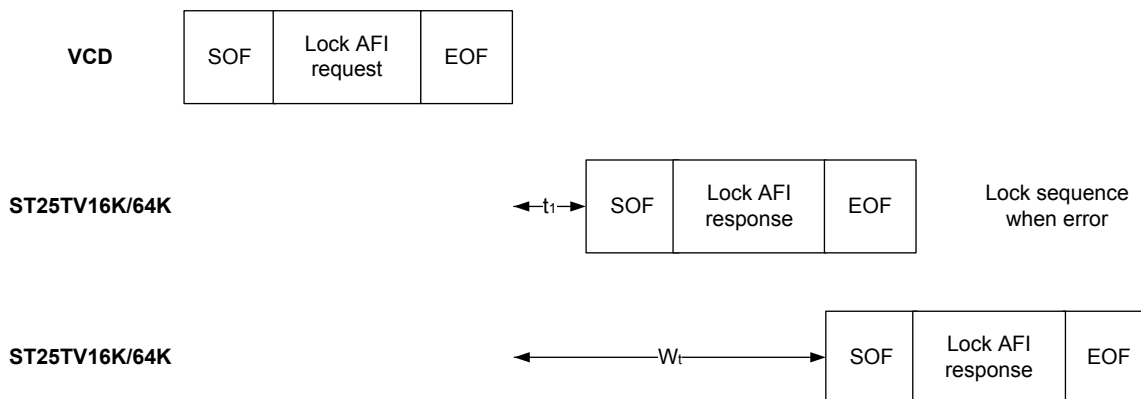 VCD
SOF
Lock AFI
request
EOF
ST25TV16K/64K
t1
SOF
Lock AFI
response
EOF
Lock sequence
when error
ST25TV16K/64K
Wt
SOF
Lock AFI
response
EOF